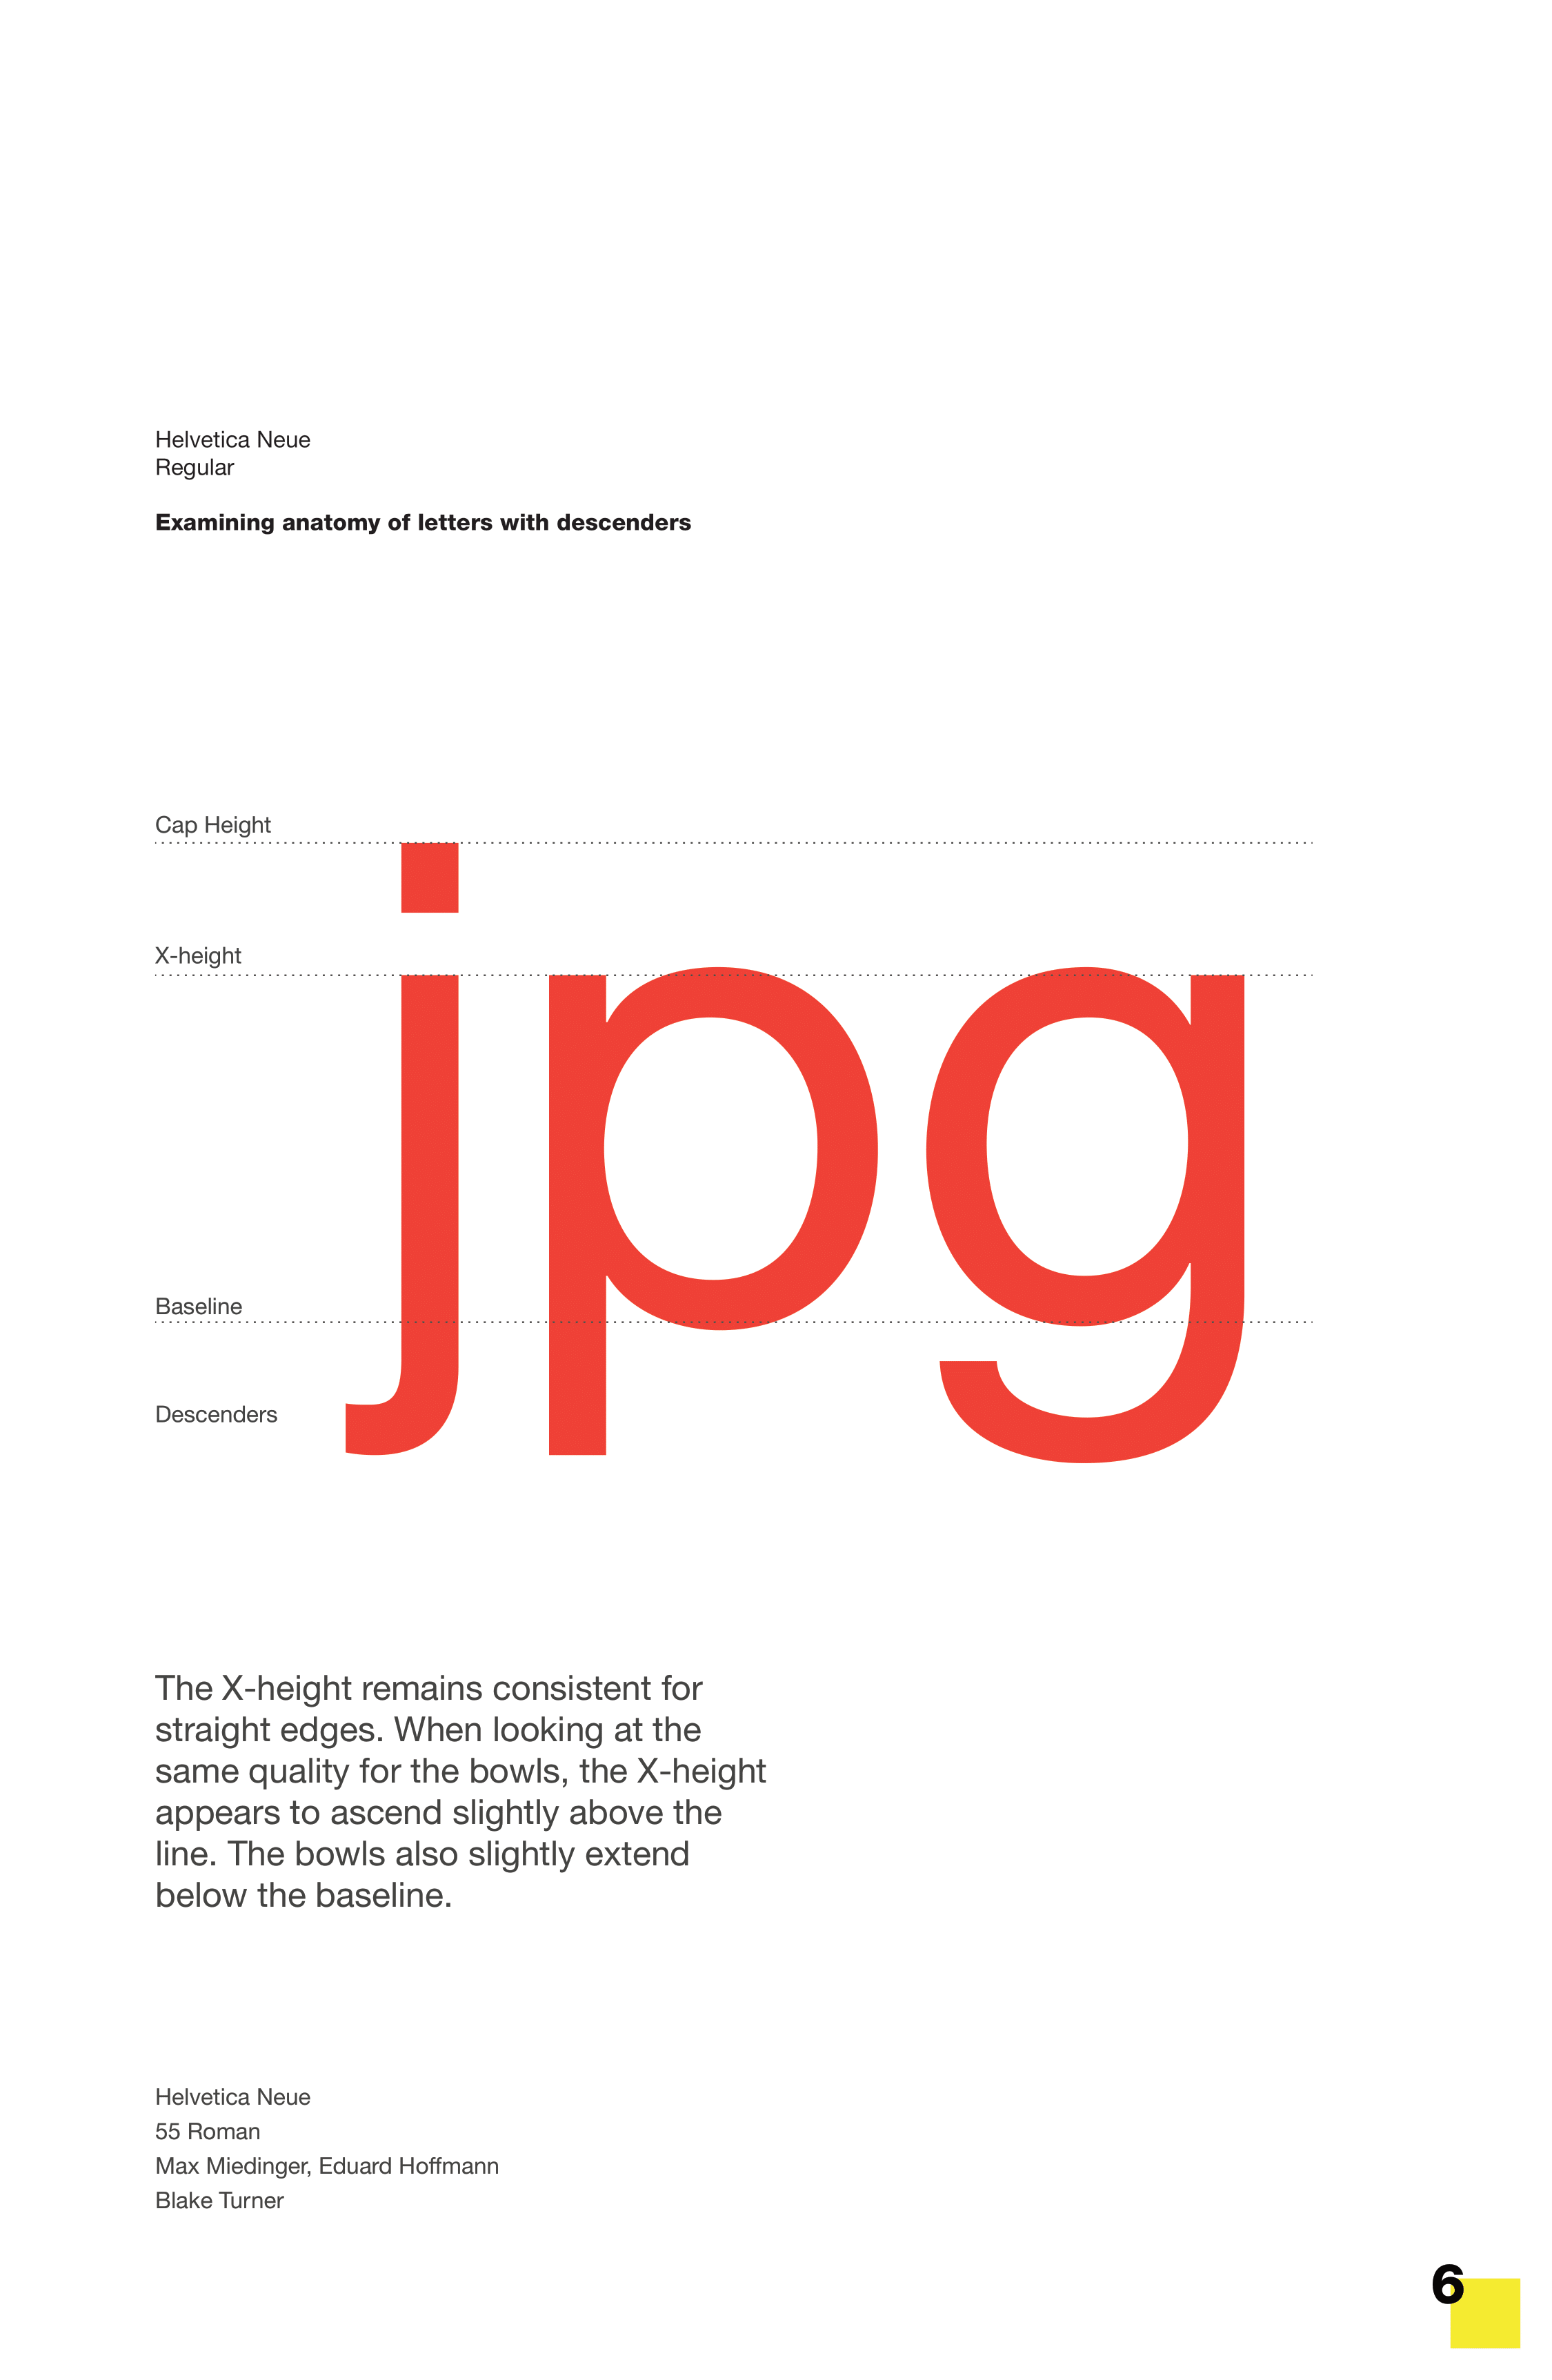 Helvetica Neue
Regular
Examining anatomy of letters with descenders
Cap Height
X-height
jpg
Baseline
Descenders
The X-height remains consistent for
straight edges. When looking at the
same quality for the bowls, the X-height
appears to ascend slightly above the
line. The bowls also slightly extend
below the baseline.
Helvetica Neue
55 Roman
Max Miedinger, Eduard Hoffmann
Blake Turner
6